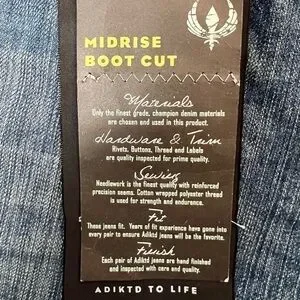 MIDRISE
BOOT CUT
Materials
Only the finest grade, champion denim materials
are chosen and used in this product.
Hardware & Trim
Rivets, Buttons, Thread and Labels
are quality inspected for prime quality.
Sewing
Needlework is the finest quality with reinforced
precision seams. Cotton wrapped polyester thread
is used for strength and endurance.
Fit
These jeans fit. Years of fit experience have gone into
every pair to ensure Adiktd jeans will be the favorite.
Finish
Each pair of Adiktd jeans are hand finished
and inspected with care and quality.
ADIKTD TO LIFE